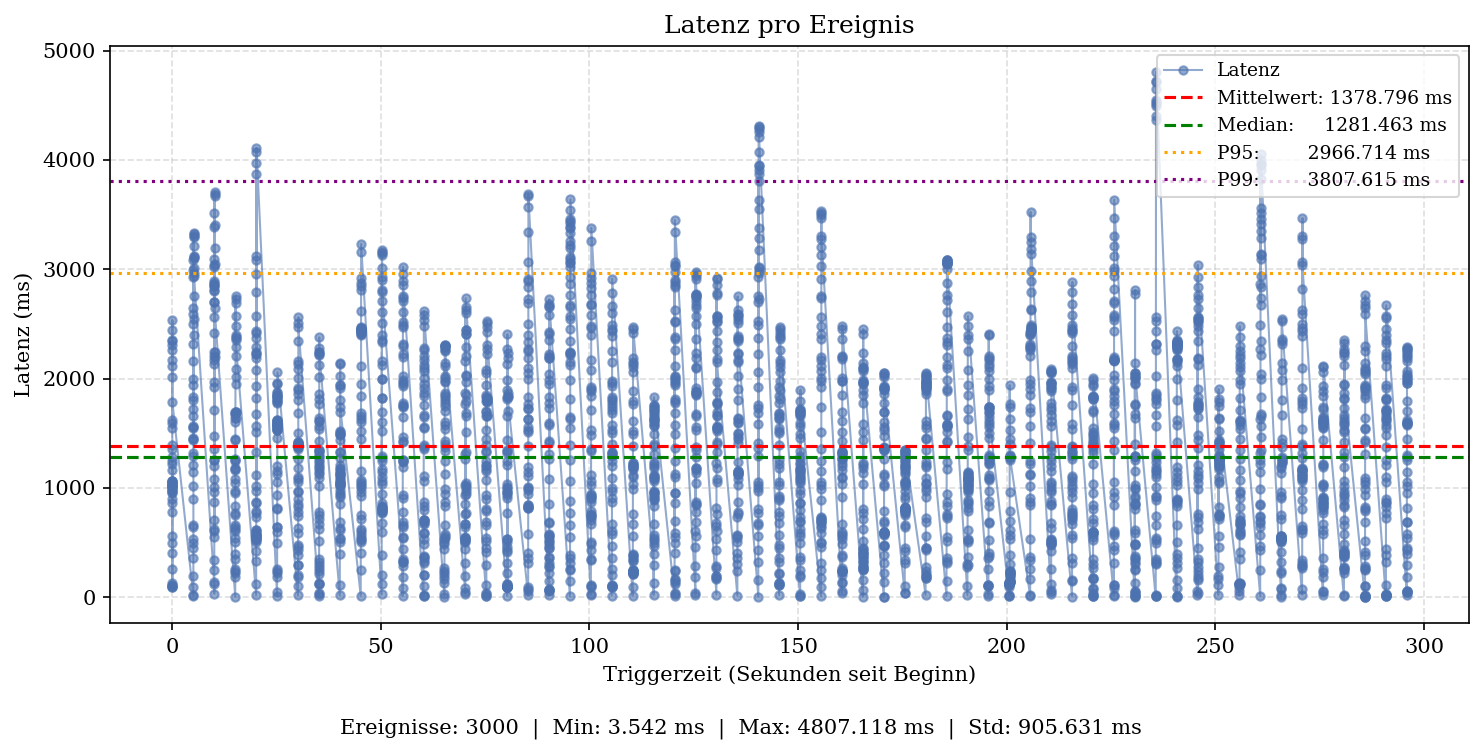 Latenz pro Ereignis
Latenz (ms)
5000
4000
3000
2000
1000
0
Latenz
Mittelwert: 1378.796 ms
Median: 1281.463 ms
P95: 2966.714 ms
P99: 3807.615 ms
0 50 100 150 200 250 300
Triggerzeit (Sekunden seit Beginn)
Ereignisse: 3000 | Min: 3.542 ms | Max: 4807.118 ms | Std: 905.631 ms